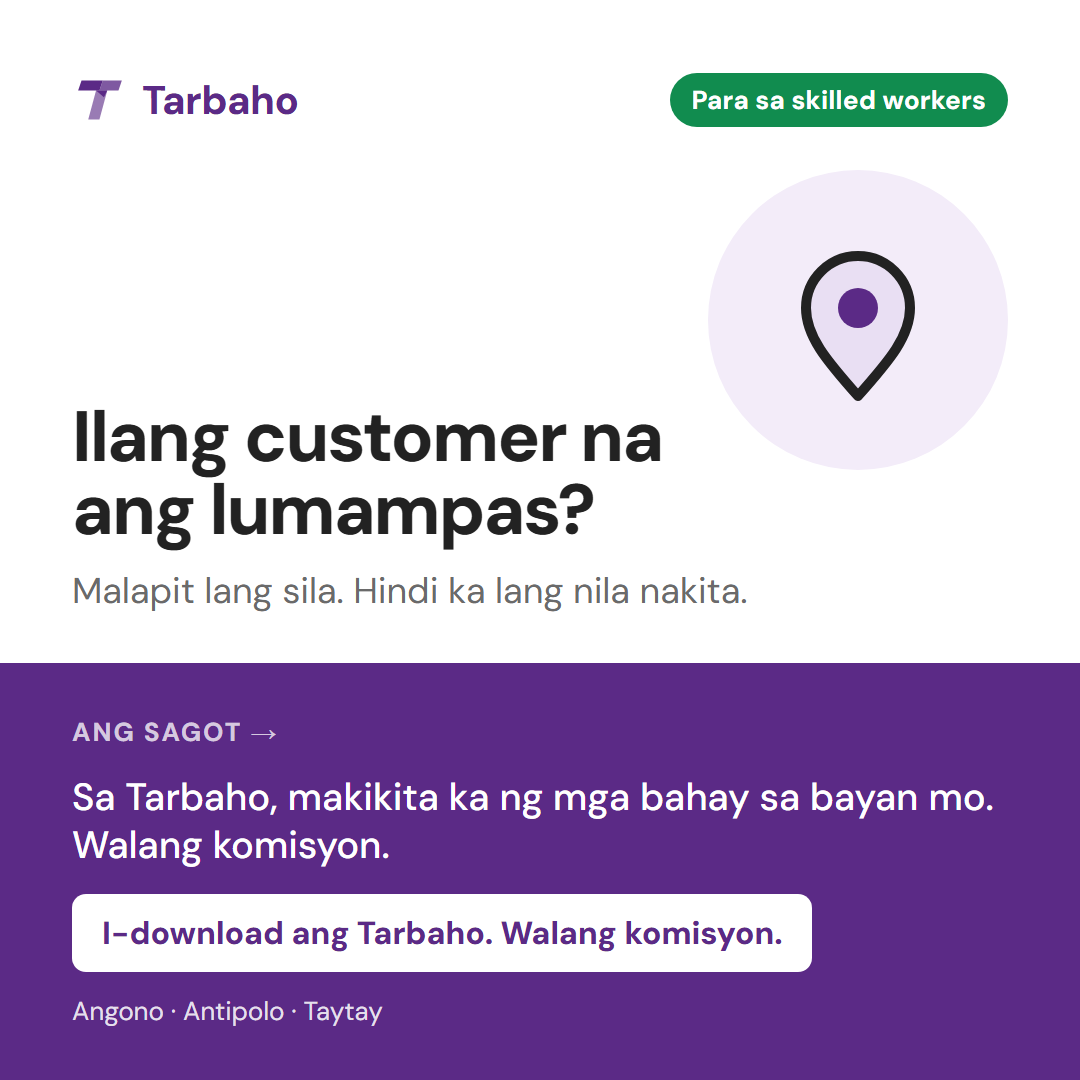 Tarbaho
Para sa skilled workers
Ilang customer na
ang lumampas?
Malapit lang sila. Hindi ka lang nila nakita.
ANG SAGOT →
Sa Tarbaho, makikita ka ng mga bahay sa bayan mo.
Walang komisyon.
I-download ang Tarbaho. Walang komisyon.
Angono · Antipolo · Taytay